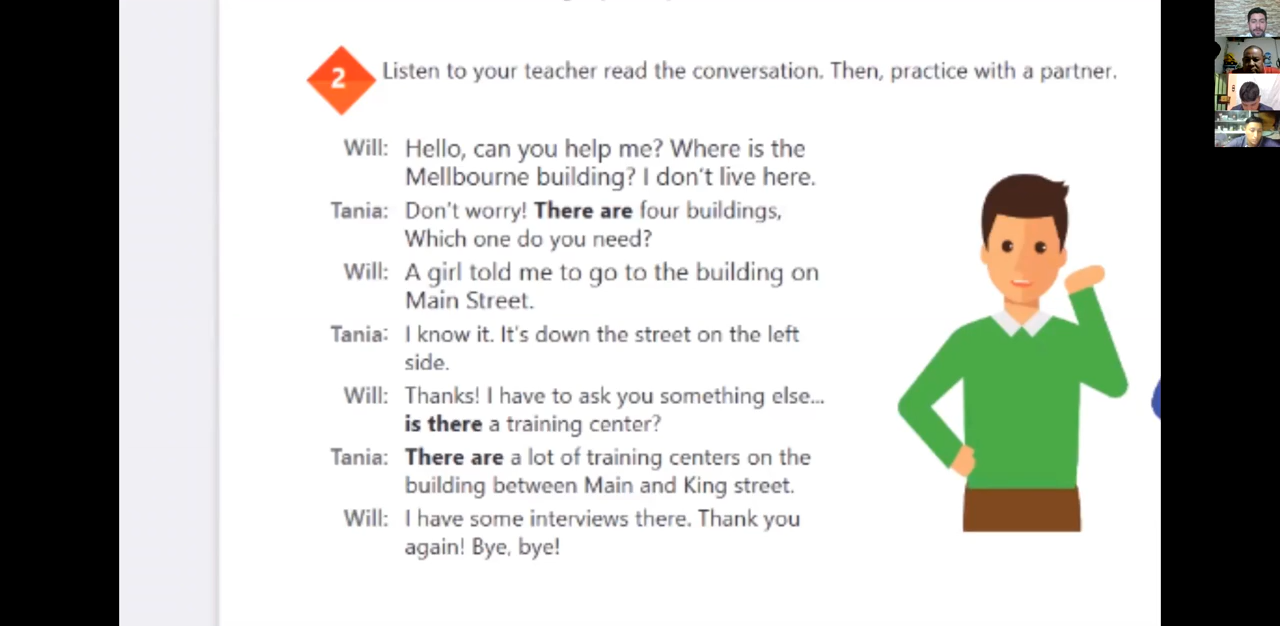 2 Listen to your teacher read the conversation. Then, practice with a partner.
Will: Hello, can you help me? Where is the
Mellbourne building? I don't live here.
Tania: Don't worry! There are four buildings,
Which one do you need?
Will: A girl told me to go to the building on
Main Street.
Tania: I know it. It's down the street on the left
side.
Will: Thanks! I have to ask you something else...
is there a training center?
Tania: There are a lot of training centers on the
building between Main and King street.
Will: I have some interviews there. Thank you
again! Bye, bye!